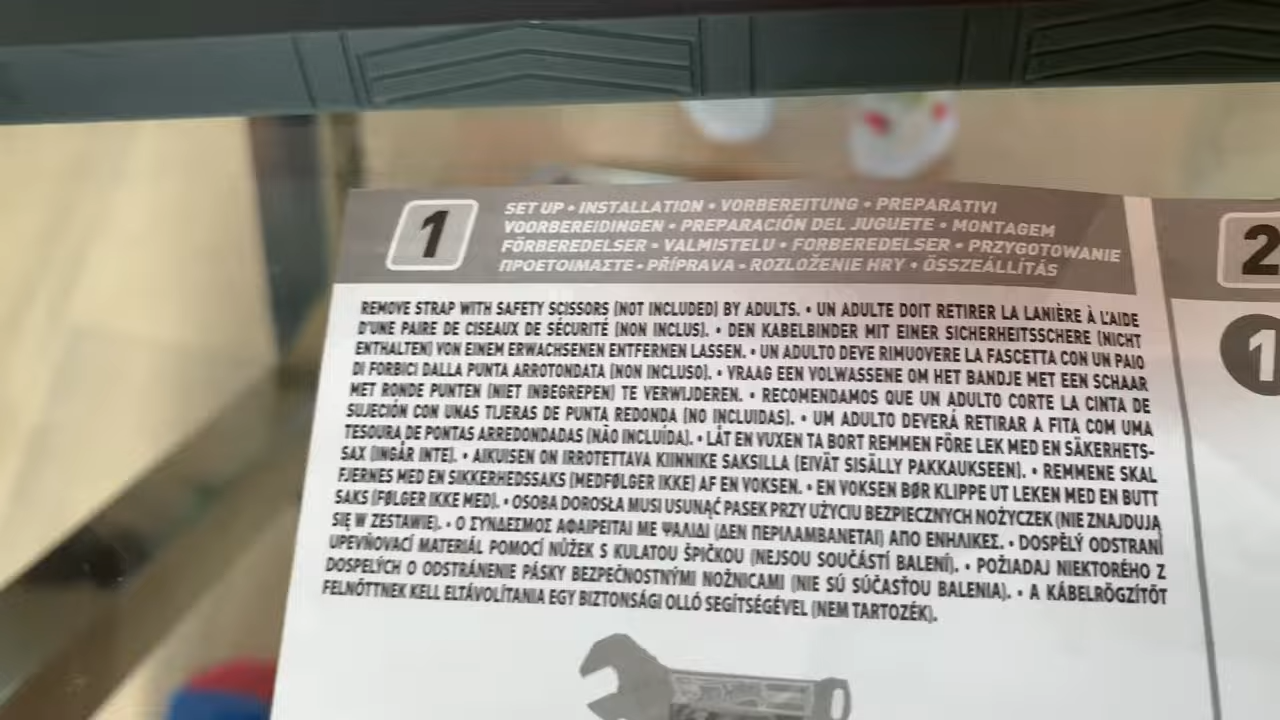 1
SET UP • INSTALLATION • VORBEREITUNG • PREPARATIVI
VOORBEREIDINGEN • PREPARACIÓN DEL JUGUETE • MONTAGEM
FÖRBEREDELSER • VALMISTELU • FORBEREDELSER • PRZYGOTOWANIE
ΠΡΟΕΤΟΙΜΑΣΤΕ • PŘÍPRAVA • ROZLOŽENIE HRY • ÖSSZEÁLLÍTÁS
REMOVE STRAP WITH SAFETY SCISSORS (NOT INCLUDED) BY ADULTS. • UN ADULTE DOIT RETIRER LA LANIÈRE À L'AIDE
D'UNE PAIRE DE CISEAUX DE SÉCURITÉ (NON INCLUS). • DEN KABELBINDER MIT EINER SICHERHEITSSCHERE (NICHT
ENTHALTEN) VON EINEM ERWACHSENEN ENTFERNEN LASSEN. • UN ADULTO DEVE RIMUOVERE LA FASCETTA CON UN PAIO
DI FORBICI DALLA PUNTA ARROTONDATA (NON INCLUSO). • VRAAG EEN VOLWASSENE OM HET BANDJE MET EEN SCHAAR
MET RONDE PUNTEN (NIET INBEGREPEN) TE VERWIJDEREN. • RECOMENDAMOS QUE UN ADULTO CORTE LA CINTA DE
SUJECIÓN CON UNAS TIJERAS DE PUNTA REDONDA (NO INCLUIDAS). • UM ADULTO DEVERÁ RETIRAR A FITA COM UMA
TESOURA DE PONTAS ARREDONDADAS (NÃO INCLUÍDA). • LÅT EN VUXEN TA BORT REMMEN FÖRE LEK MED EN SÄKERHETS-
SAX (INGÅR INTE). • AIKUISEN ON IRROTETTAVA KIINNIKE SAKSILLA (EIVÄT SISÄLLY PAKKAUKSEEN). • REMMENE SKAL
FJERNES MED EN SIKKERHEDSSAKS (MEDFØLGER IKKE) AF EN VOKSEN. • EN VOKSEN BØR KLIPPE UT LEKEN MED EN BUTT
SAKS (FØLGER IKKE MED). • OSOBA DOROSŁA MUSI USUNĄĆ PASEK PRZY UŻYCIU BEZPIECZNYCH NOŻYCZEK (NIE ZNAJDUJĄ
SIĘ W ZESTAWIE). • Ο ΣΥΝΔΕΣΜΟΣ ΑΦΑΙΡΕΙΤΑΙ ΜΕ ΨΑΛΙΔΙ (ΔΕΝ ΠΕΡΙΛΑΜΒΑΝΕΤΑΙ) ΑΠΟ ΕΝΗΛΙΚΕΣ. • DOSPĚLÝ ODSTRANÍ
UPEVŇOVACÍ MATERIÁL POMOCÍ NŮŽEK S KULATOU ŠPIČKOU (NEJSOU SOUČÁSTÍ BALENÍ). • POŽIADAJ NIEKTORÉHO Z
DOSPELÝCH O ODSTRÁNENIE PÁSKY BEZPEČNOSTNÝMI NOŽNICAMI (NIE SÚ SÚČASŤOU BALENIA). • A KÁBELRÖGZÍTŐT
FELNŐTTNEK KELL ELTÁVOLÍTANIA EGY BIZTONSÁGI OLLÓ SEGÍTSÉGÉVEL (NEM TARTOZÉK).
2
1